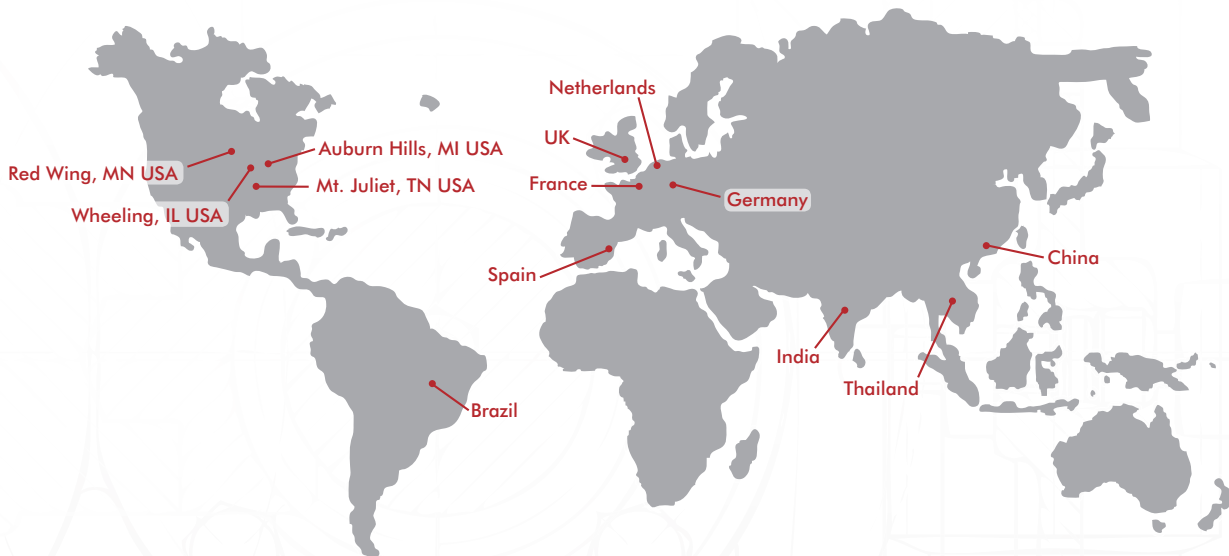 Netherlands
UK
Auburn Hills, MI USA
Red Wing, MN USA
France
Mt. Juliet, TN USA
Germany
Wheeling, IL USA
China
Spain
India
Thailand
Brazil